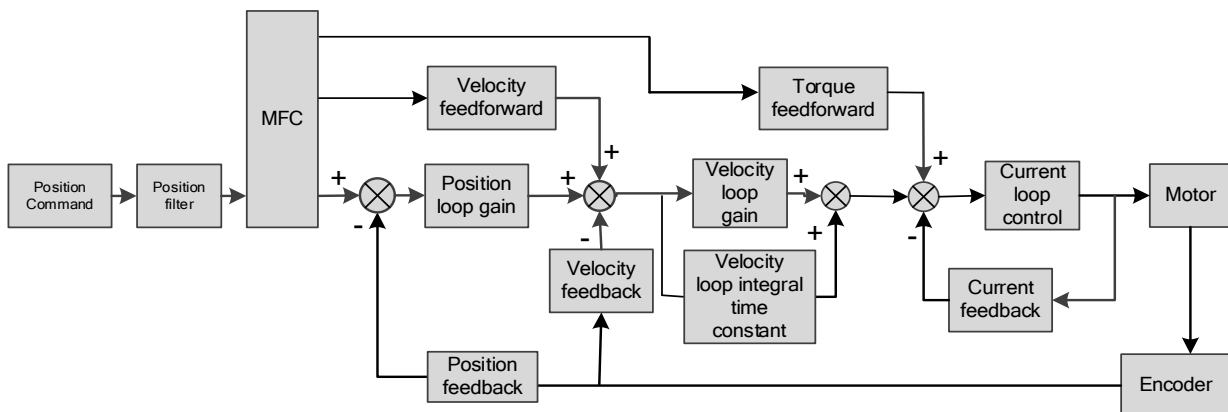 MFC
Velocity
feedforward
Torque
feedforward
+
+
Position
Command
Position
filter
+
-
Position
loop gain
+
-
Velocity
loop
gain
+
+
-
Current
loop
control
Motor
Velocity
feedback
Velocity
loop integral
time
constant
Current
feedback
Position
feedback
Encoder